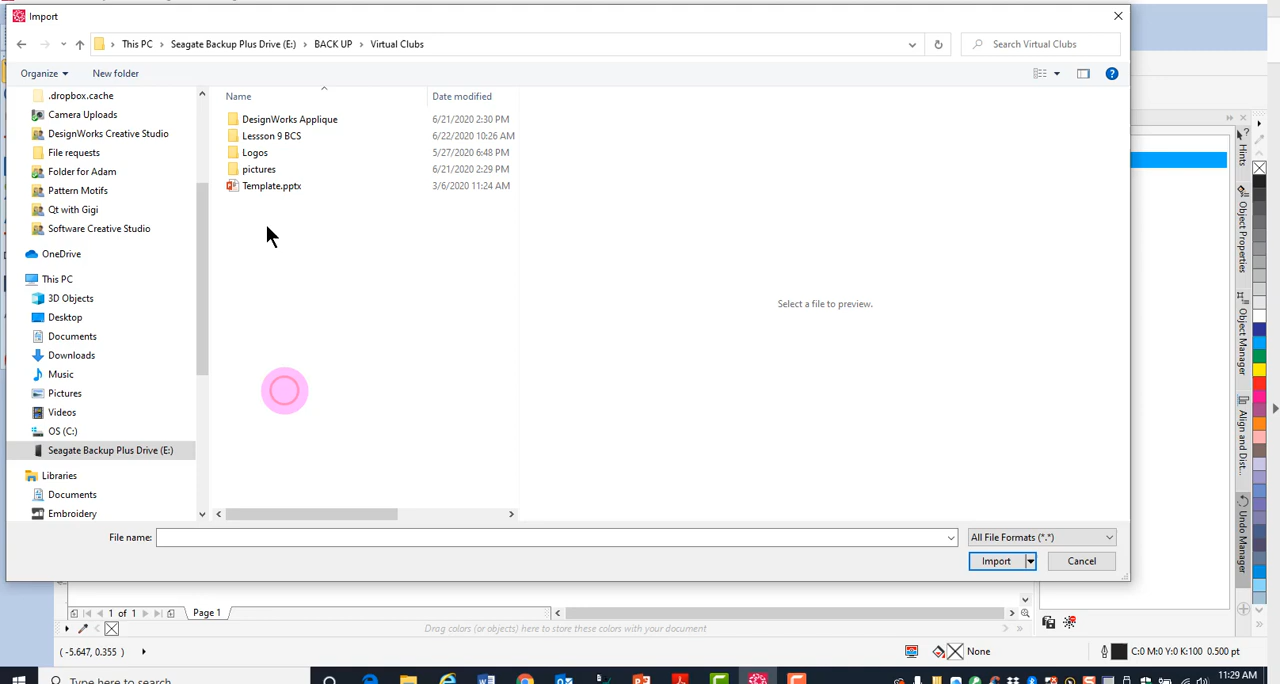 Import
This PC > Seagate Backup Plus Drive (E:) > BACK UP > Virtual Clubs
Search Virtual Clubs
Organize
New folder
Name
Date modified
.dropbox.cache
Camera Uploads
DesignWorks Creative Studio
File requests
Folder for Adam
Pattern Motifs
Qt with Gigi
Software Creative Studio
OneDrive
This PC
3D Objects
Desktop
Documents
Downloads
Music
Pictures
Videos
OS (C:)
Seagate Backup Plus Drive (E:)
Libraries
Documents
Embroidery
DesignWorks Applique 6/21/2020 2:30 PM
Lessson 9 BCS 6/22/2020 10:26 AM
Logos 5/27/2020 6:48 PM
pictures 6/21/2020 2:29 PM
Template.pptx 3/6/2020 11:24 AM
Select a file to preview.
File name:
All File Formats (*.*)
Import
Cancel
Hints
Object Properties
Object Manager
Align and Dist...
Undo Manager
1 of 1
Page 1
Drag colors (or objects) here to store these colors with your document
( -5.647, 0.355 )
None
C:0 M:0 Y:0 K:100 0.500 pt
Type here to search
11:29 AM